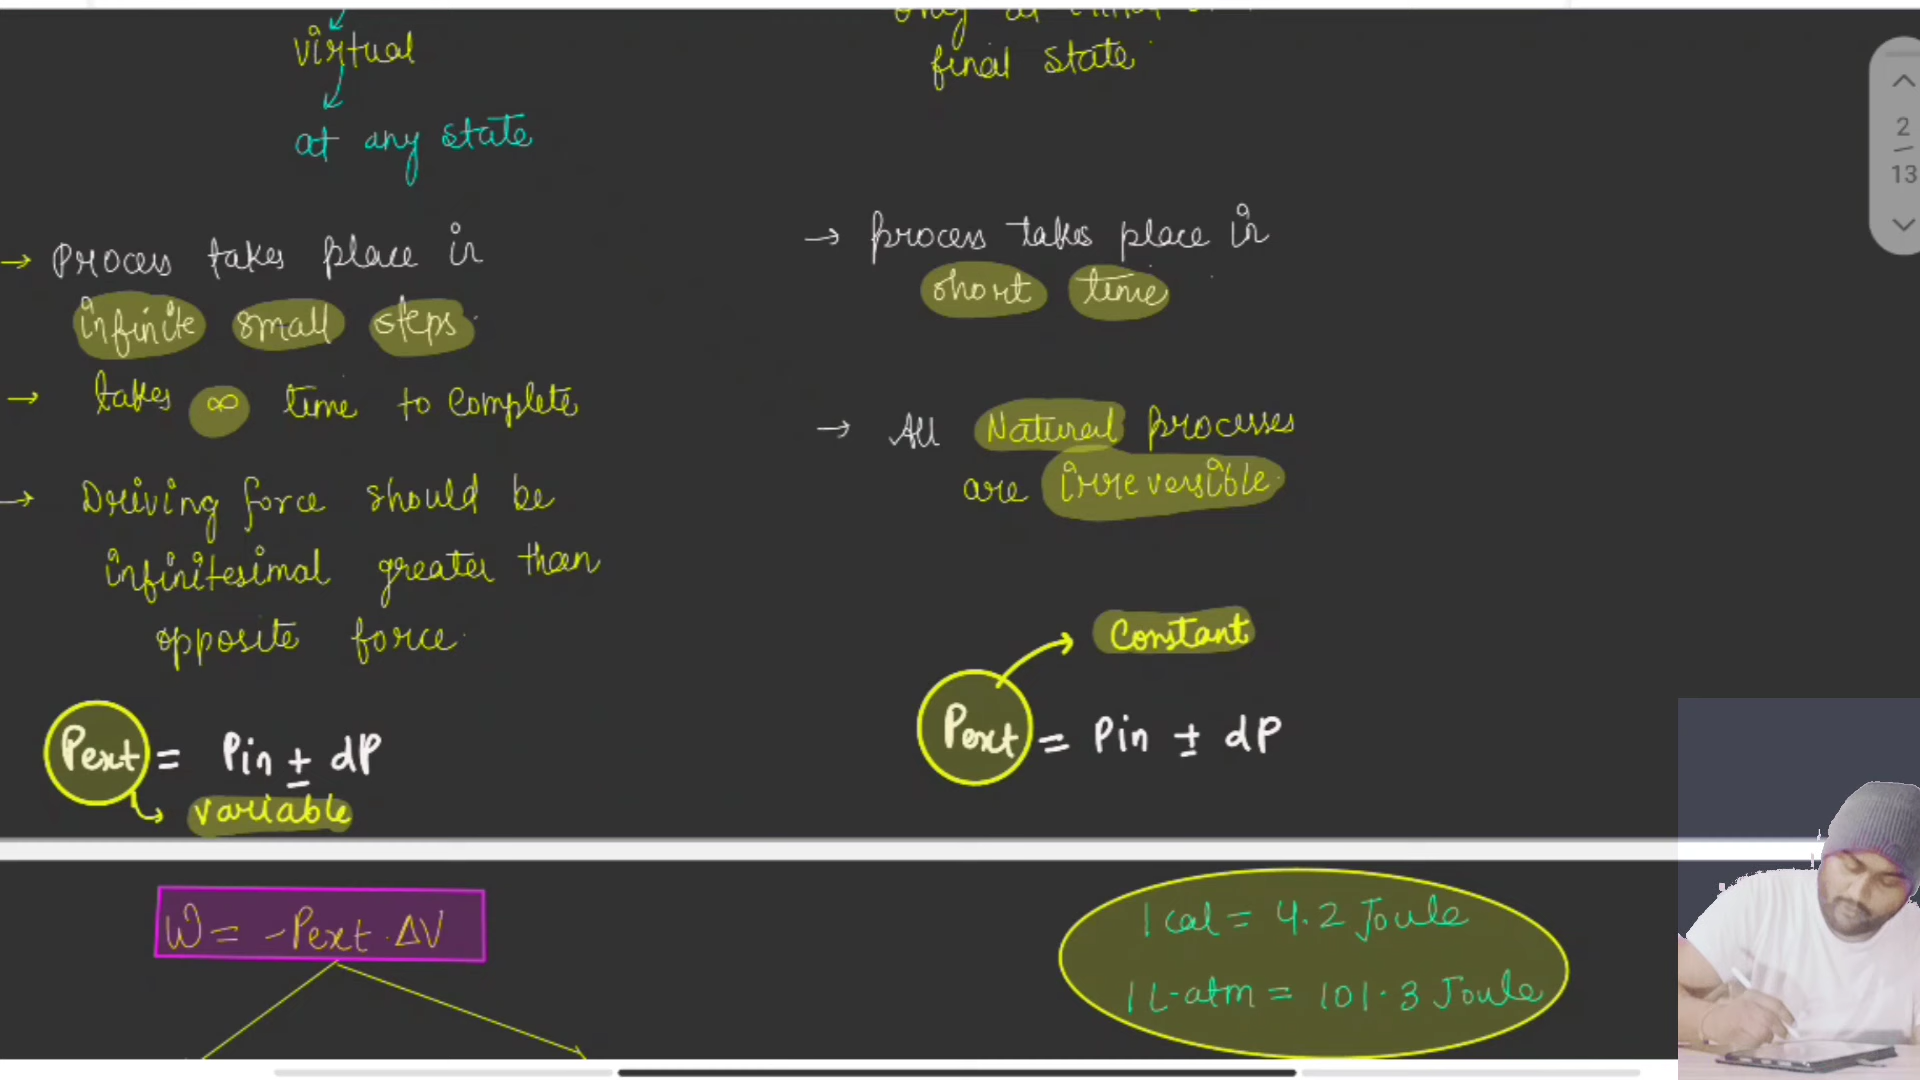 virtual
at any state
→ Process takes place in
infinite small steps.
→ takes ∞ time to complete
→ Driving force should be
infinitesimal greater than
opposite force.
Pext = Pin ± dP
variable
final state
→ process takes place in
short time
→ All Natural processes
are irreversible.
Constant
Pext = Pin ± dP
W = -Pext . ΔV
1 cal = 4.2 Joule
1 L-atm = 101.3 Joule
2
13